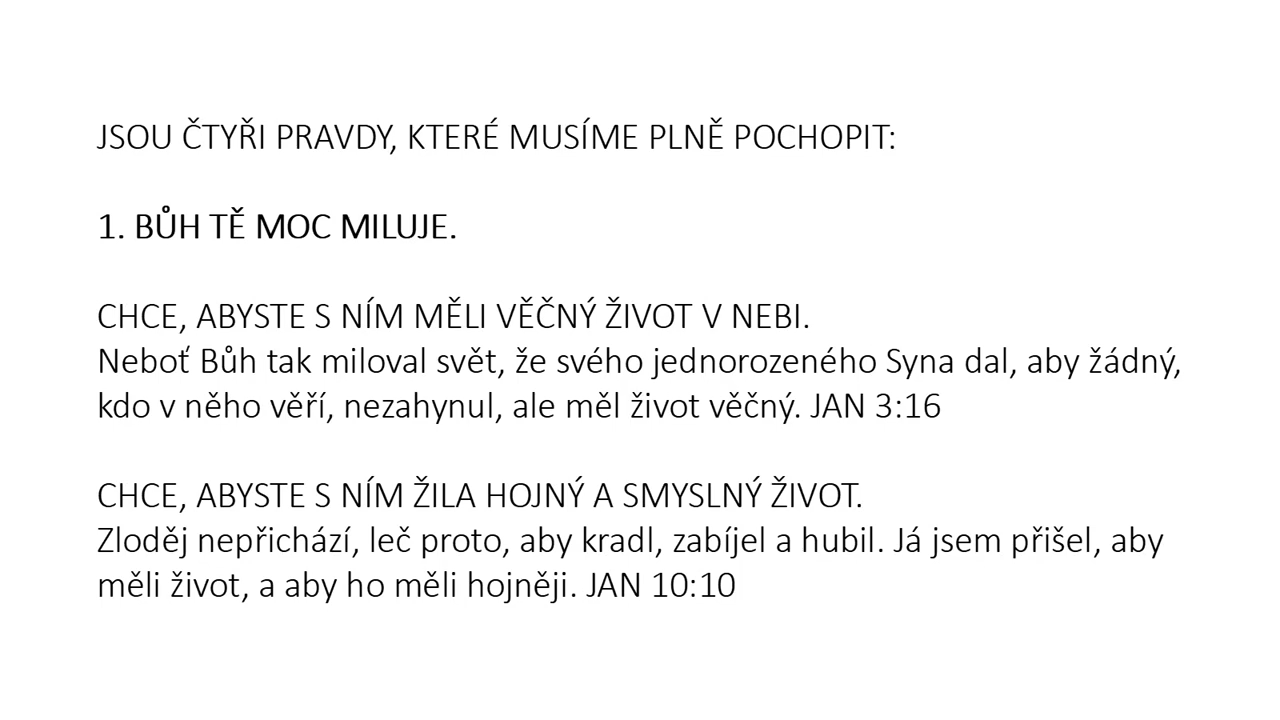 JSOU ČTYŘI PRAVDY, KTERÉ MUSÍME PLNĚ POCHOPIT:
1. BŮH TĚ MOC MILUJE.
CHCE, ABYSTE S NÍM MĚLI VĚČNÝ ŽIVOT V NEBI.
Neboť Bůh tak miloval svět, že svého jednorozeného Syna dal, aby žádný,
kdo v něho věří, nezahynul, ale měl život věčný. JAN 3:16
CHCE, ABYSTE S NÍM ŽILA HOJNÝ A SMYSLNÝ ŽIVOT.
Zloděj nepřichází, leč proto, aby kradl, zabíjel a hubil. Já jsem přišel, aby
měli život, a aby ho měli hojněji. JAN 10:10